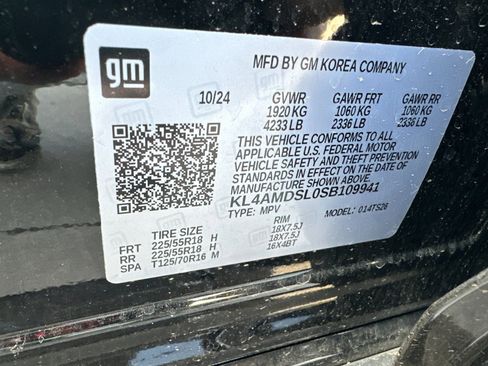 gm
MFD BY GM KOREA COMPANY
10/24 GVWR GAWR FRT GAWR RR
1920 KG 1060 KG 1060 KG
4233 LB 2336 LB 2336 LB
THIS VEHICLE CONFORMS TO ALL
APPLICABLE U.S. FEDERAL MOTOR
VEHICLE SAFETY AND THEFT PREVENTION
STANDARDS IN EFFECT ON THE DATE OF
MANUFACTURE SHOWN ABOVE.
KL4AMDSL0SB109941
TYPE: MPV MODEL: 014TS26
TIRE SIZE RIM
FRT 225/55R18 H 18X7.5J
RR 225/55R18 H 18X7.5J
SPA T125/70R16 M 16X4BT